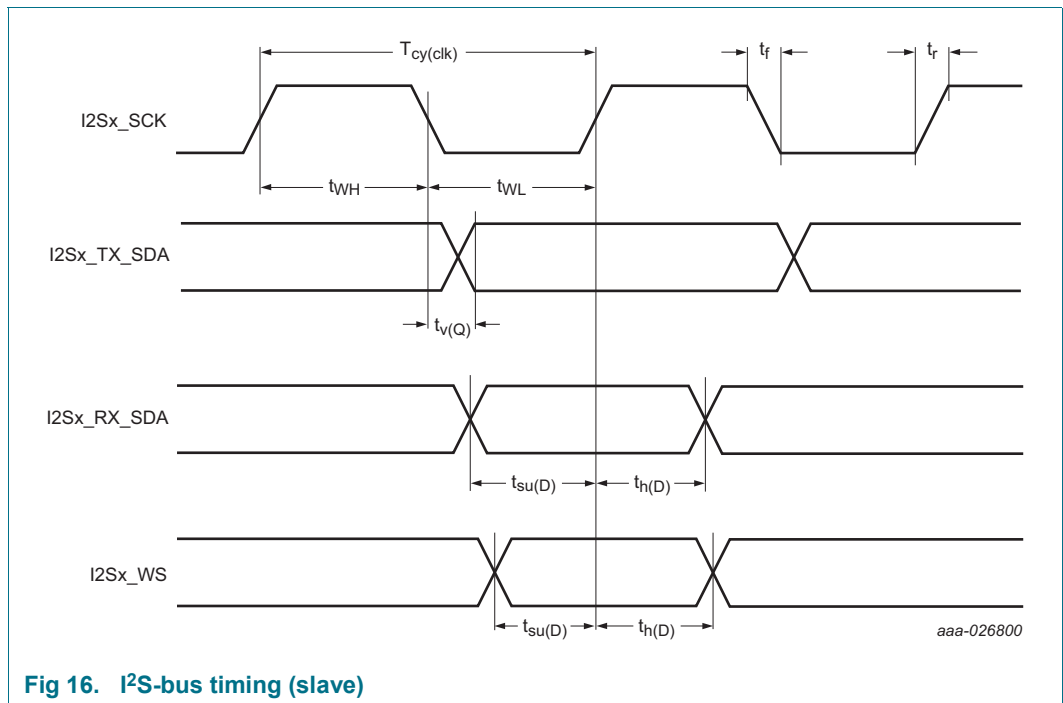 Tcy(clk)
tf
tr
I2Sx_SCK
tWH
tWL
I2Sx_TX_SDA
tv(Q)
I2Sx_RX_SDA
tsu(D)
th(D)
I2Sx_WS
tsu(D)
th(D)
aaa-026800
Fig 16. I²S-bus timing (slave)